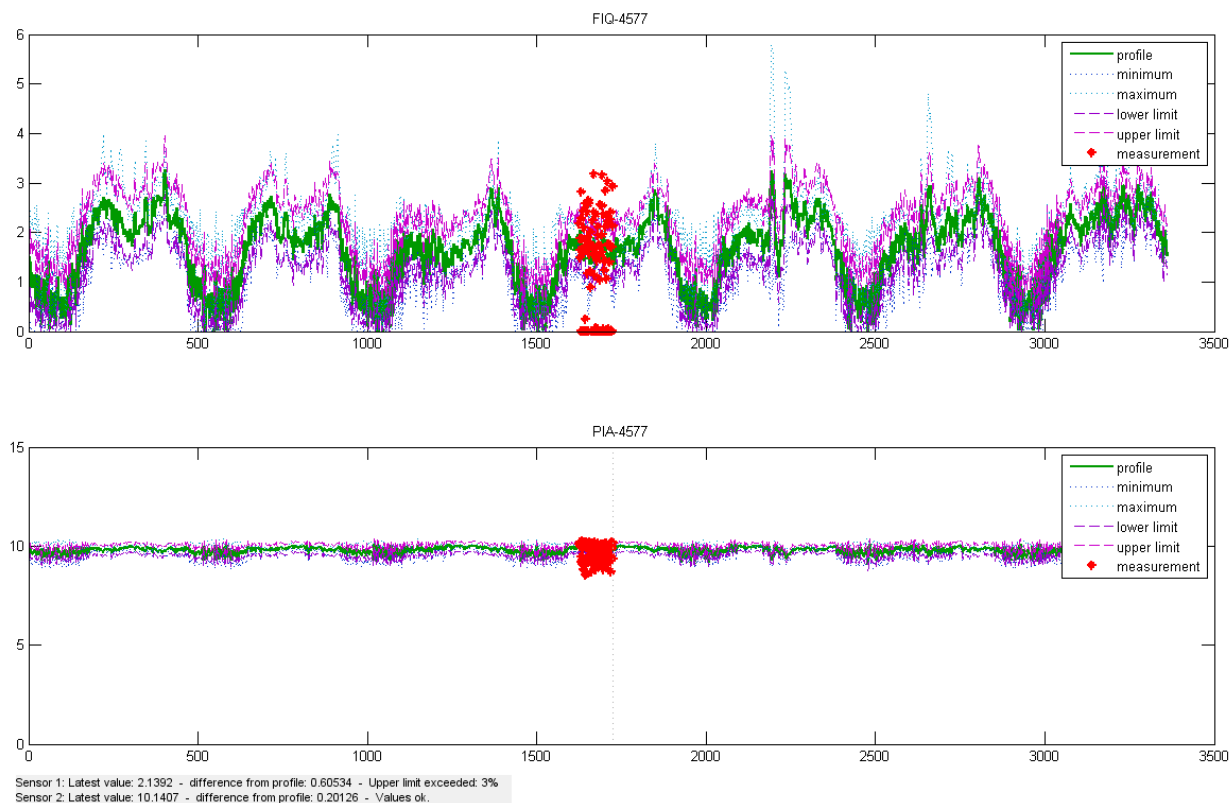 FIQ-4577
6
5
4
3
2
1
0
profile
minimum
maximum
lower limit
upper limit
measurement
0 500 1000 1500 2000 2500 3000 3500
PIA-4577
15
10
5
0
profile
minimum
maximum
lower limit
upper limit
measurement
0 500 1000 1500 2000 2500 3000 3500
Sensor 1: Latest value: 2.1392 - difference from profile: 0.60534 - Upper limit exceeded: 3%
Sensor 2: Latest value: 10.1407 - difference from profile: 0.20126 - Values ok.